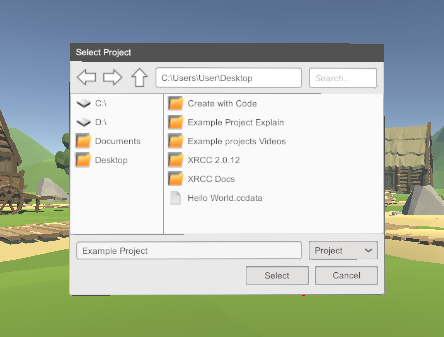 Select Project
C:\Users\User\Desktop
Search...
C:\
D:\
Documents
Desktop
Create with Code
Example Project Explain
Example projects Videos
XRCC 2.0.12
XRCC Docs
Hello World.ccdata
Example Project
Project
Select
Cancel